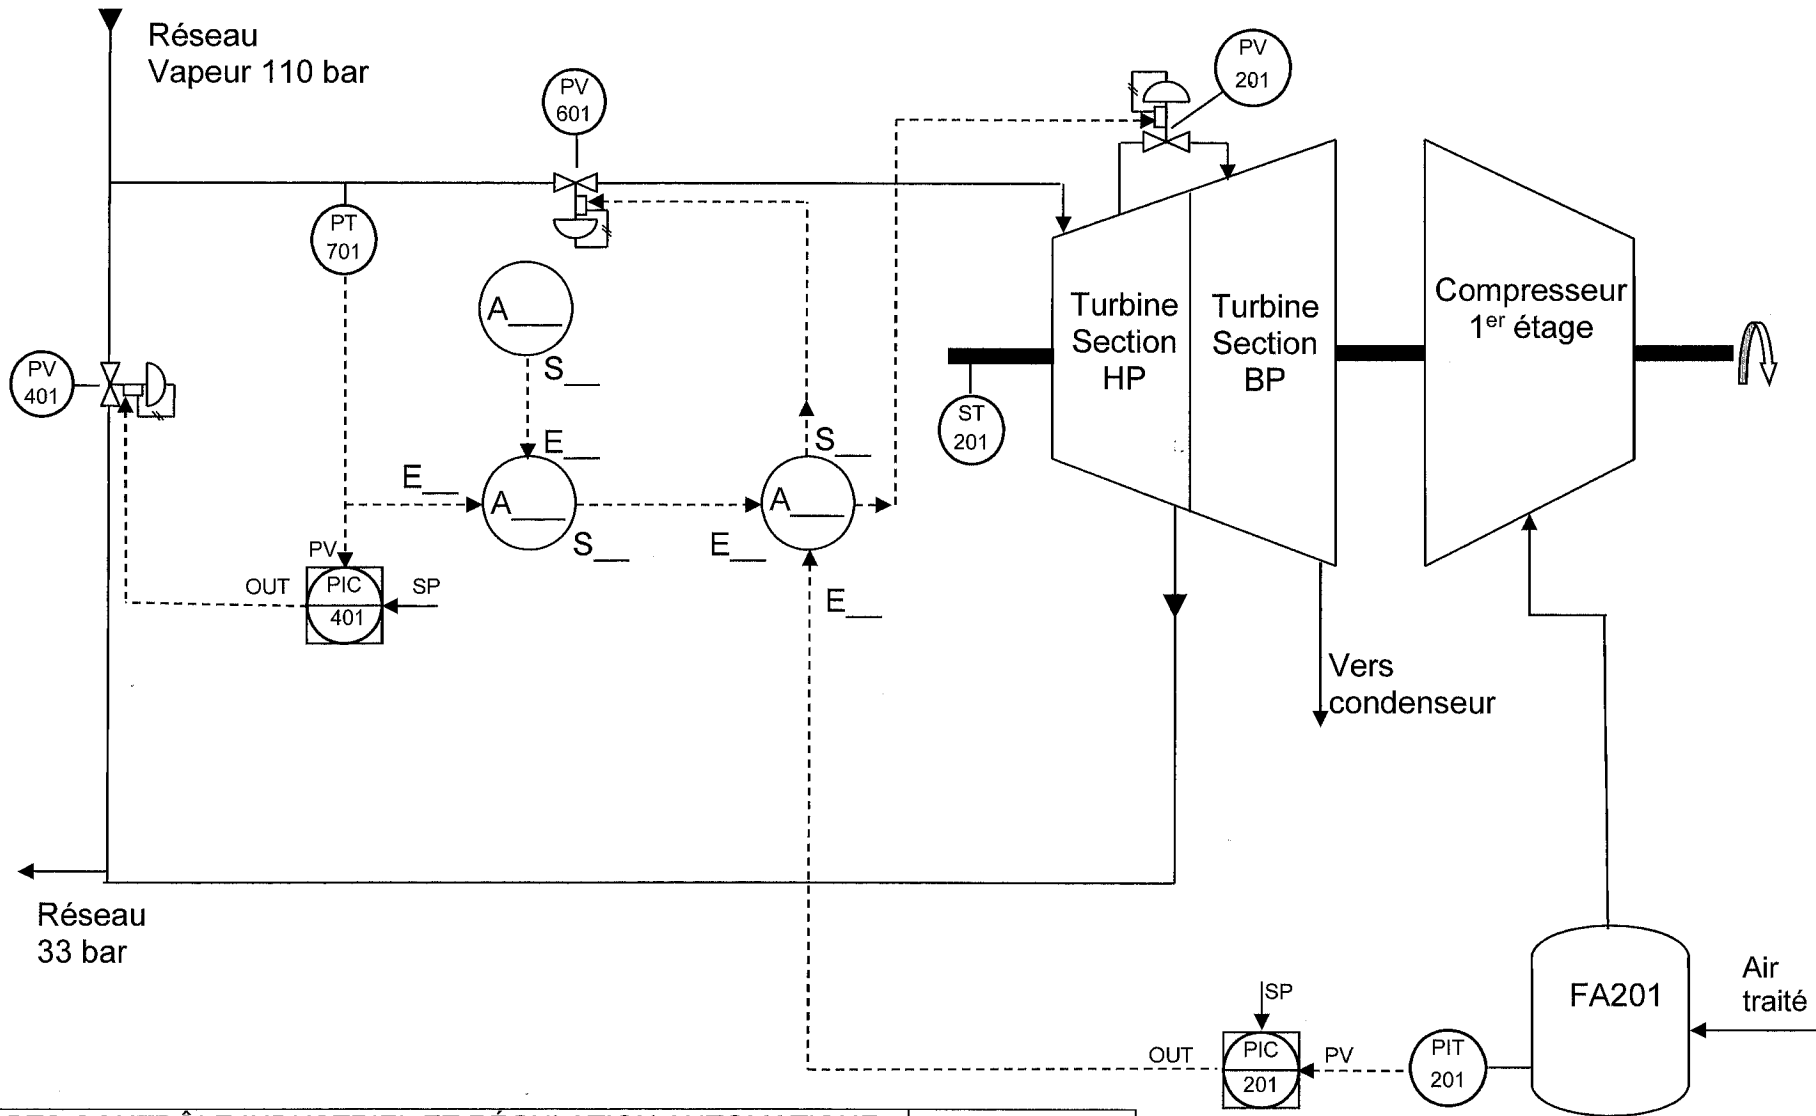 Réseau
Vapeur 110 bar
PV
601
PV
201
PT
701
A___
S__
PV
401
Turbine
Section
HP
Turbine
Section
BP
Compresseur
1er étage
ST
201
E__
E__
A___
S__
S__
A___
E__
E__
PV
OUT
PIC
401
SP
Vers
condenseur
Réseau
33 bar
FA201
Air
traité
SP
OUT
PIC
201
PV
PIT
201